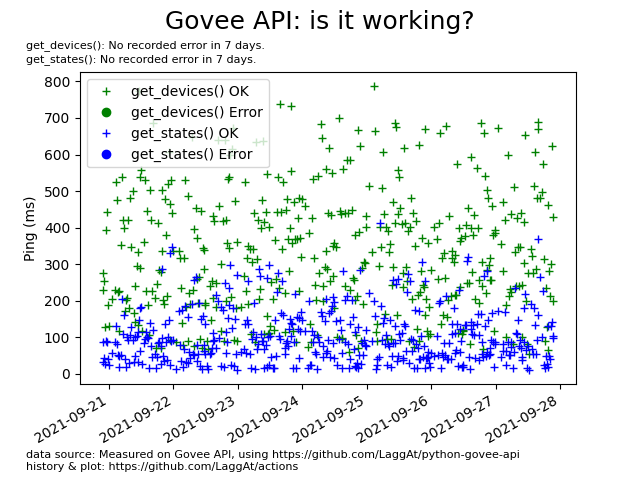 Govee API: is it working?
get_devices(): No recorded error in 7 days.
get_states(): No recorded error in 7 days.
800
700
600
500
400
300
200
100
0
Ping (ms)
get_devices() OK
get_devices() Error
get_states() OK
get_states() Error
2021-09-21
2021-09-22
2021-09-23
2021-09-24
2021-09-25
2021-09-26
2021-09-27
2021-09-28
data source: Measured on Govee API, using https://github.com/LaggAt/python-govee-api
history & plot: https://github.com/LaggAt/actions